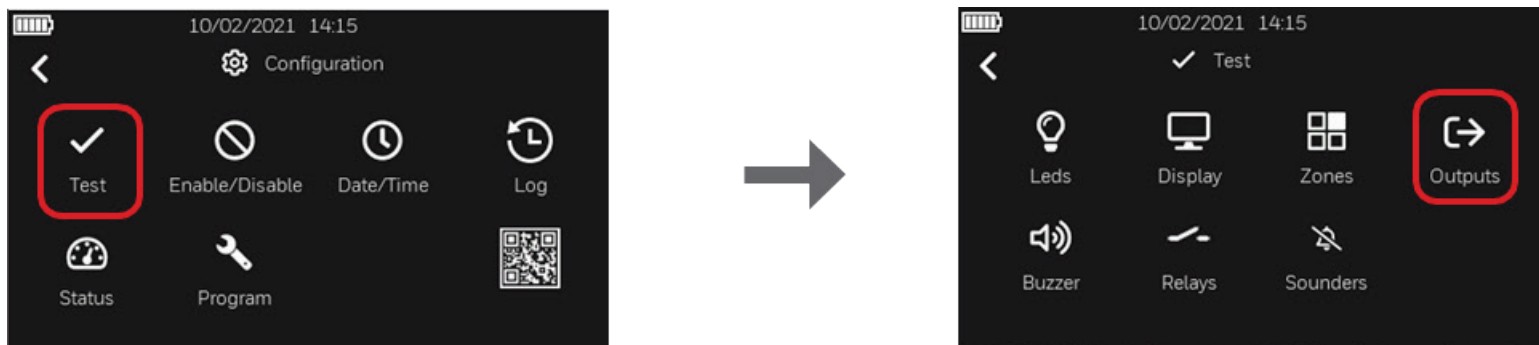 10/02/2021 14:15
Configuration
Test Enable/Disable Date/Time Log
Status Program
10/02/2021 14:15
Test
Leds Display Zones Outputs
Buzzer Relays Sounders